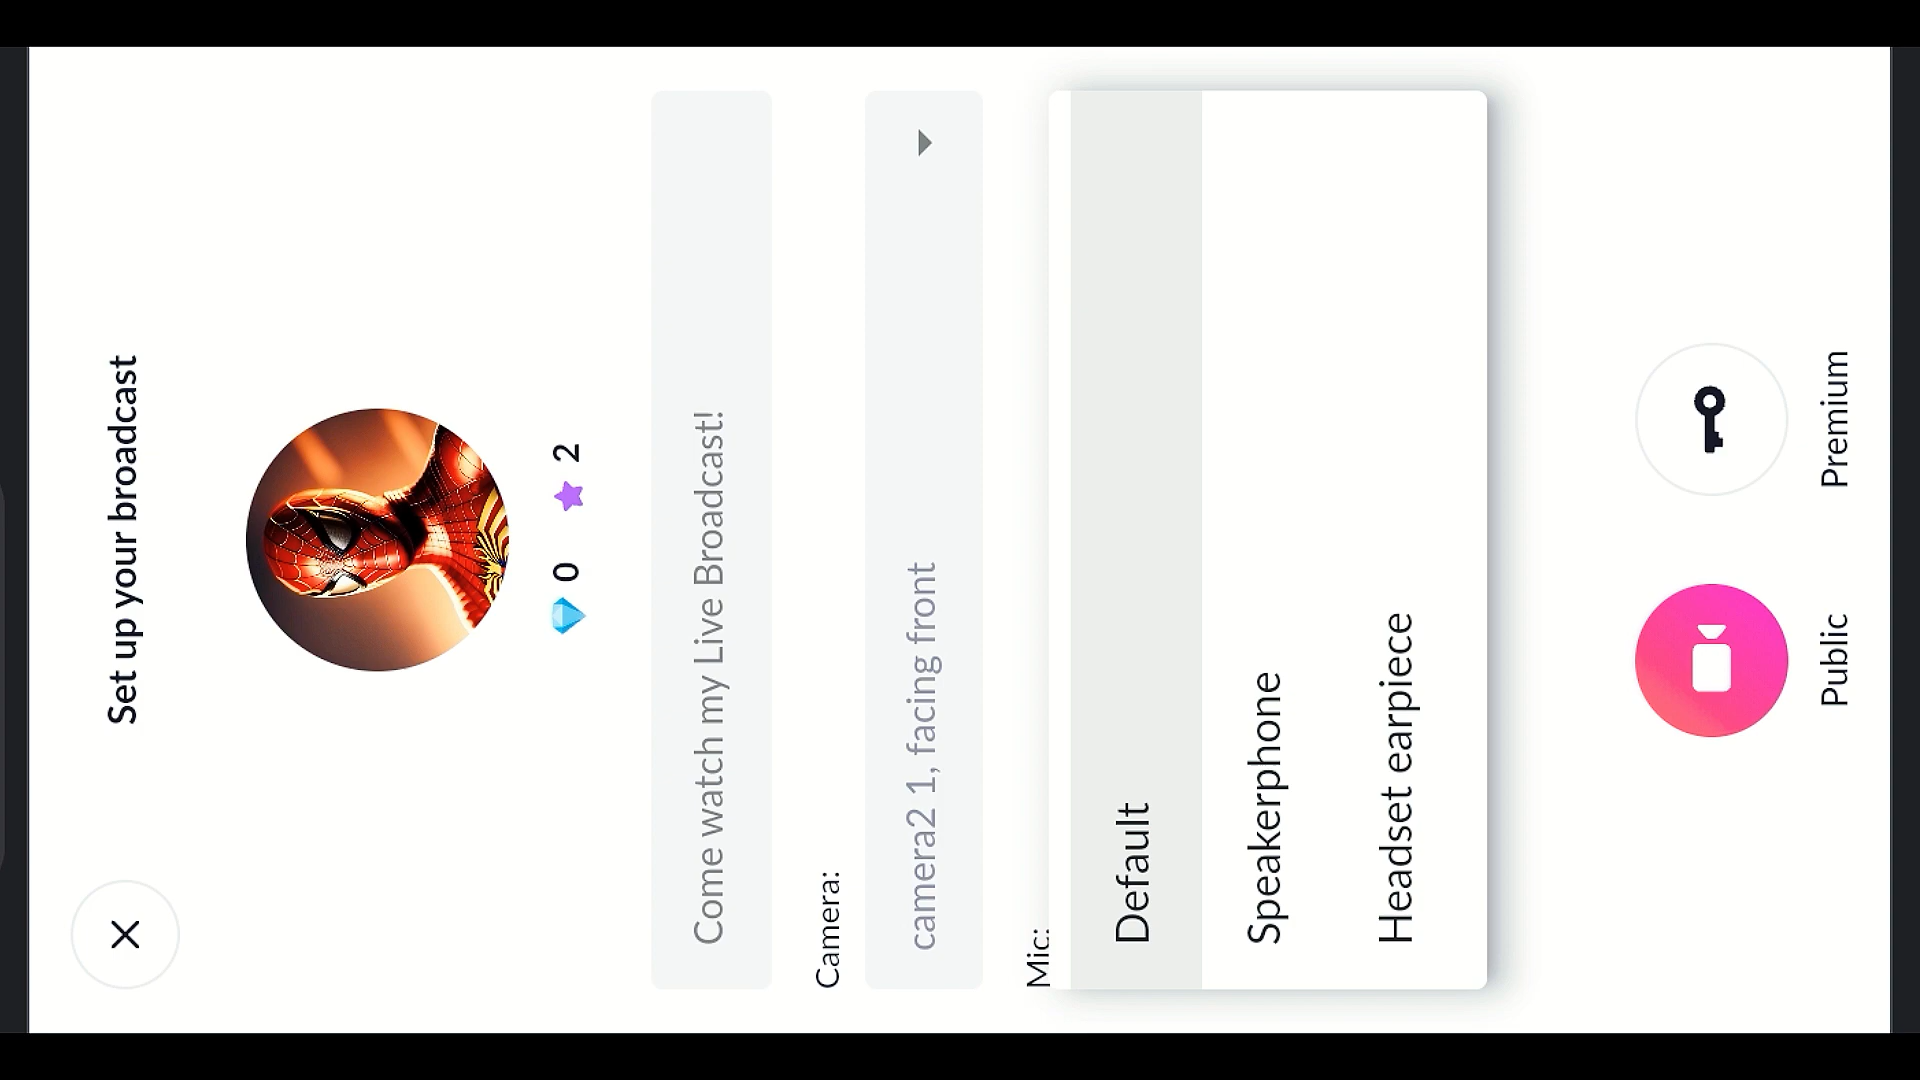 Set up your broadcast
0 2
Come watch my Live Broadcast!
Camera:
camera2 1, facing front
Mic:
Default
Speakerphone
Headset earpiece
Public Premium